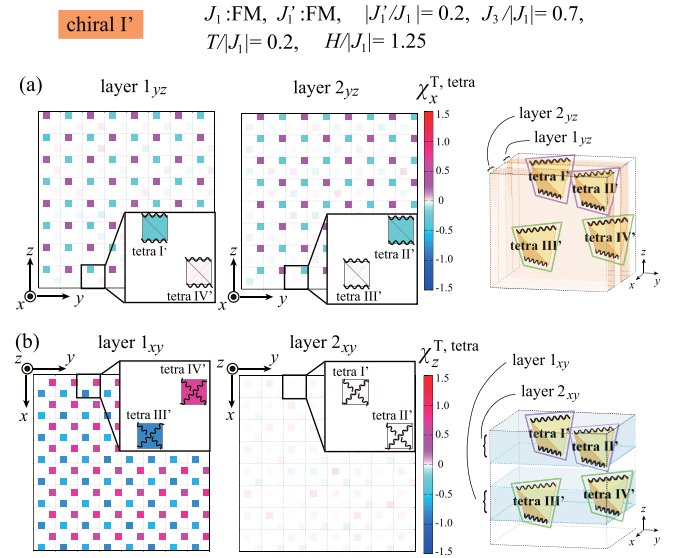 chiral I’
J₁:FM, J₁’:FM, |J₁’/J₁|= 0.2, J₃/|J₁|= 0.7,
T/|J₁|= 0.2, H/|J₁|= 1.25
(a)
layer 1yz
layer 2yz
χₓᵀ, tetra
1.5
1.0
0.5
0
-0.5
-1.0
-1.5
tetra I’
tetra IV’
tetra II’
tetra III’
z
x
y
z
x
y
layer 2yz
layer 1yz
tetra I’
tetra II’
tetra III’
tetra IV’
z
x
y
(b)
layer 1xy
layer 2xy
χzᵀ, tetra
1.5
1.0
0.5
0
-0.5
-1.0
-1.5
z
y
x
tetra IV’
tetra III’
z
y
x
tetra I’
tetra II’
layer 1xy
layer 2xy
tetra I’
tetra II’
tetra III’
tetra IV’
z
x
y